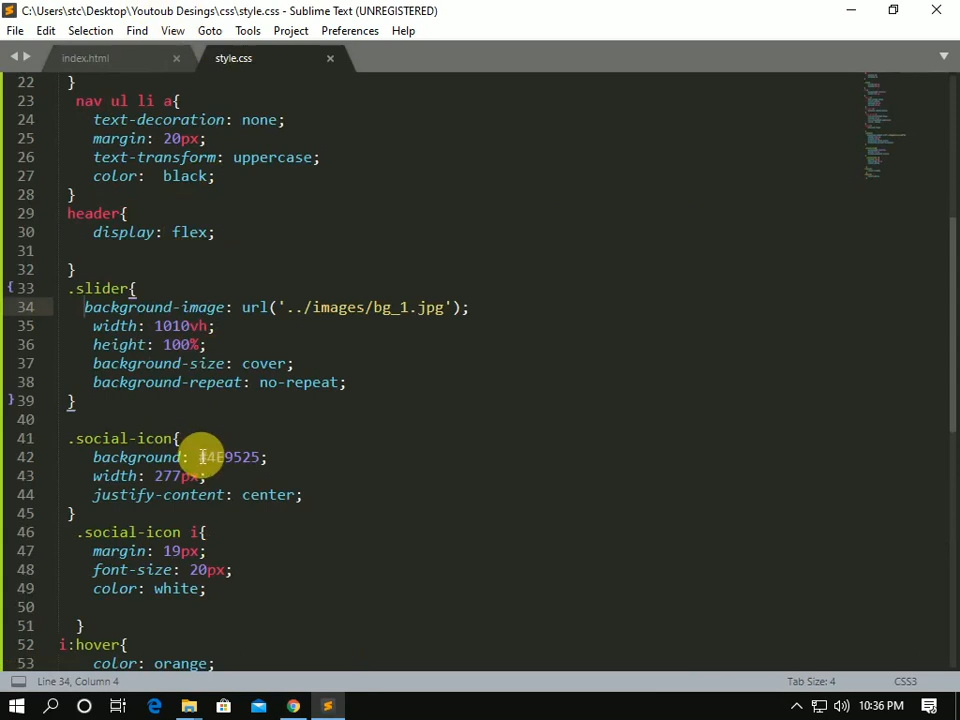 C:\Users\stc\Desktop\Youtoub Desings\css\style.css - Sublime Text (UNREGISTERED)
File Edit Selection Find View Goto Tools Project Preferences Help
index.html style.css
22 }
23 nav ul li a{
24 text-decoration: none;
25 margin: 20px;
26 text-transform: uppercase;
27 color: black;
28 }
29 header{
30 display: flex;
31
32 }
33 .slider{
34 background-image: url('../images/bg_1.jpg');
35 width: 1010vh;
36 height: 100%;
37 background-size: cover;
38 background-repeat: no-repeat;
39 }
40
41 .social-icon{
42 background: #4E9525;
43 width: 277px;
44 justify-content: center;
45 }
46 .social-icon i{
47 margin: 19px;
48 font-size: 20px;
49 color: white;
50
51 }
52 i:hover{
53 color: orange;
Line 34, Column 4 Tab Size: 4 CSS3
10:36 PM